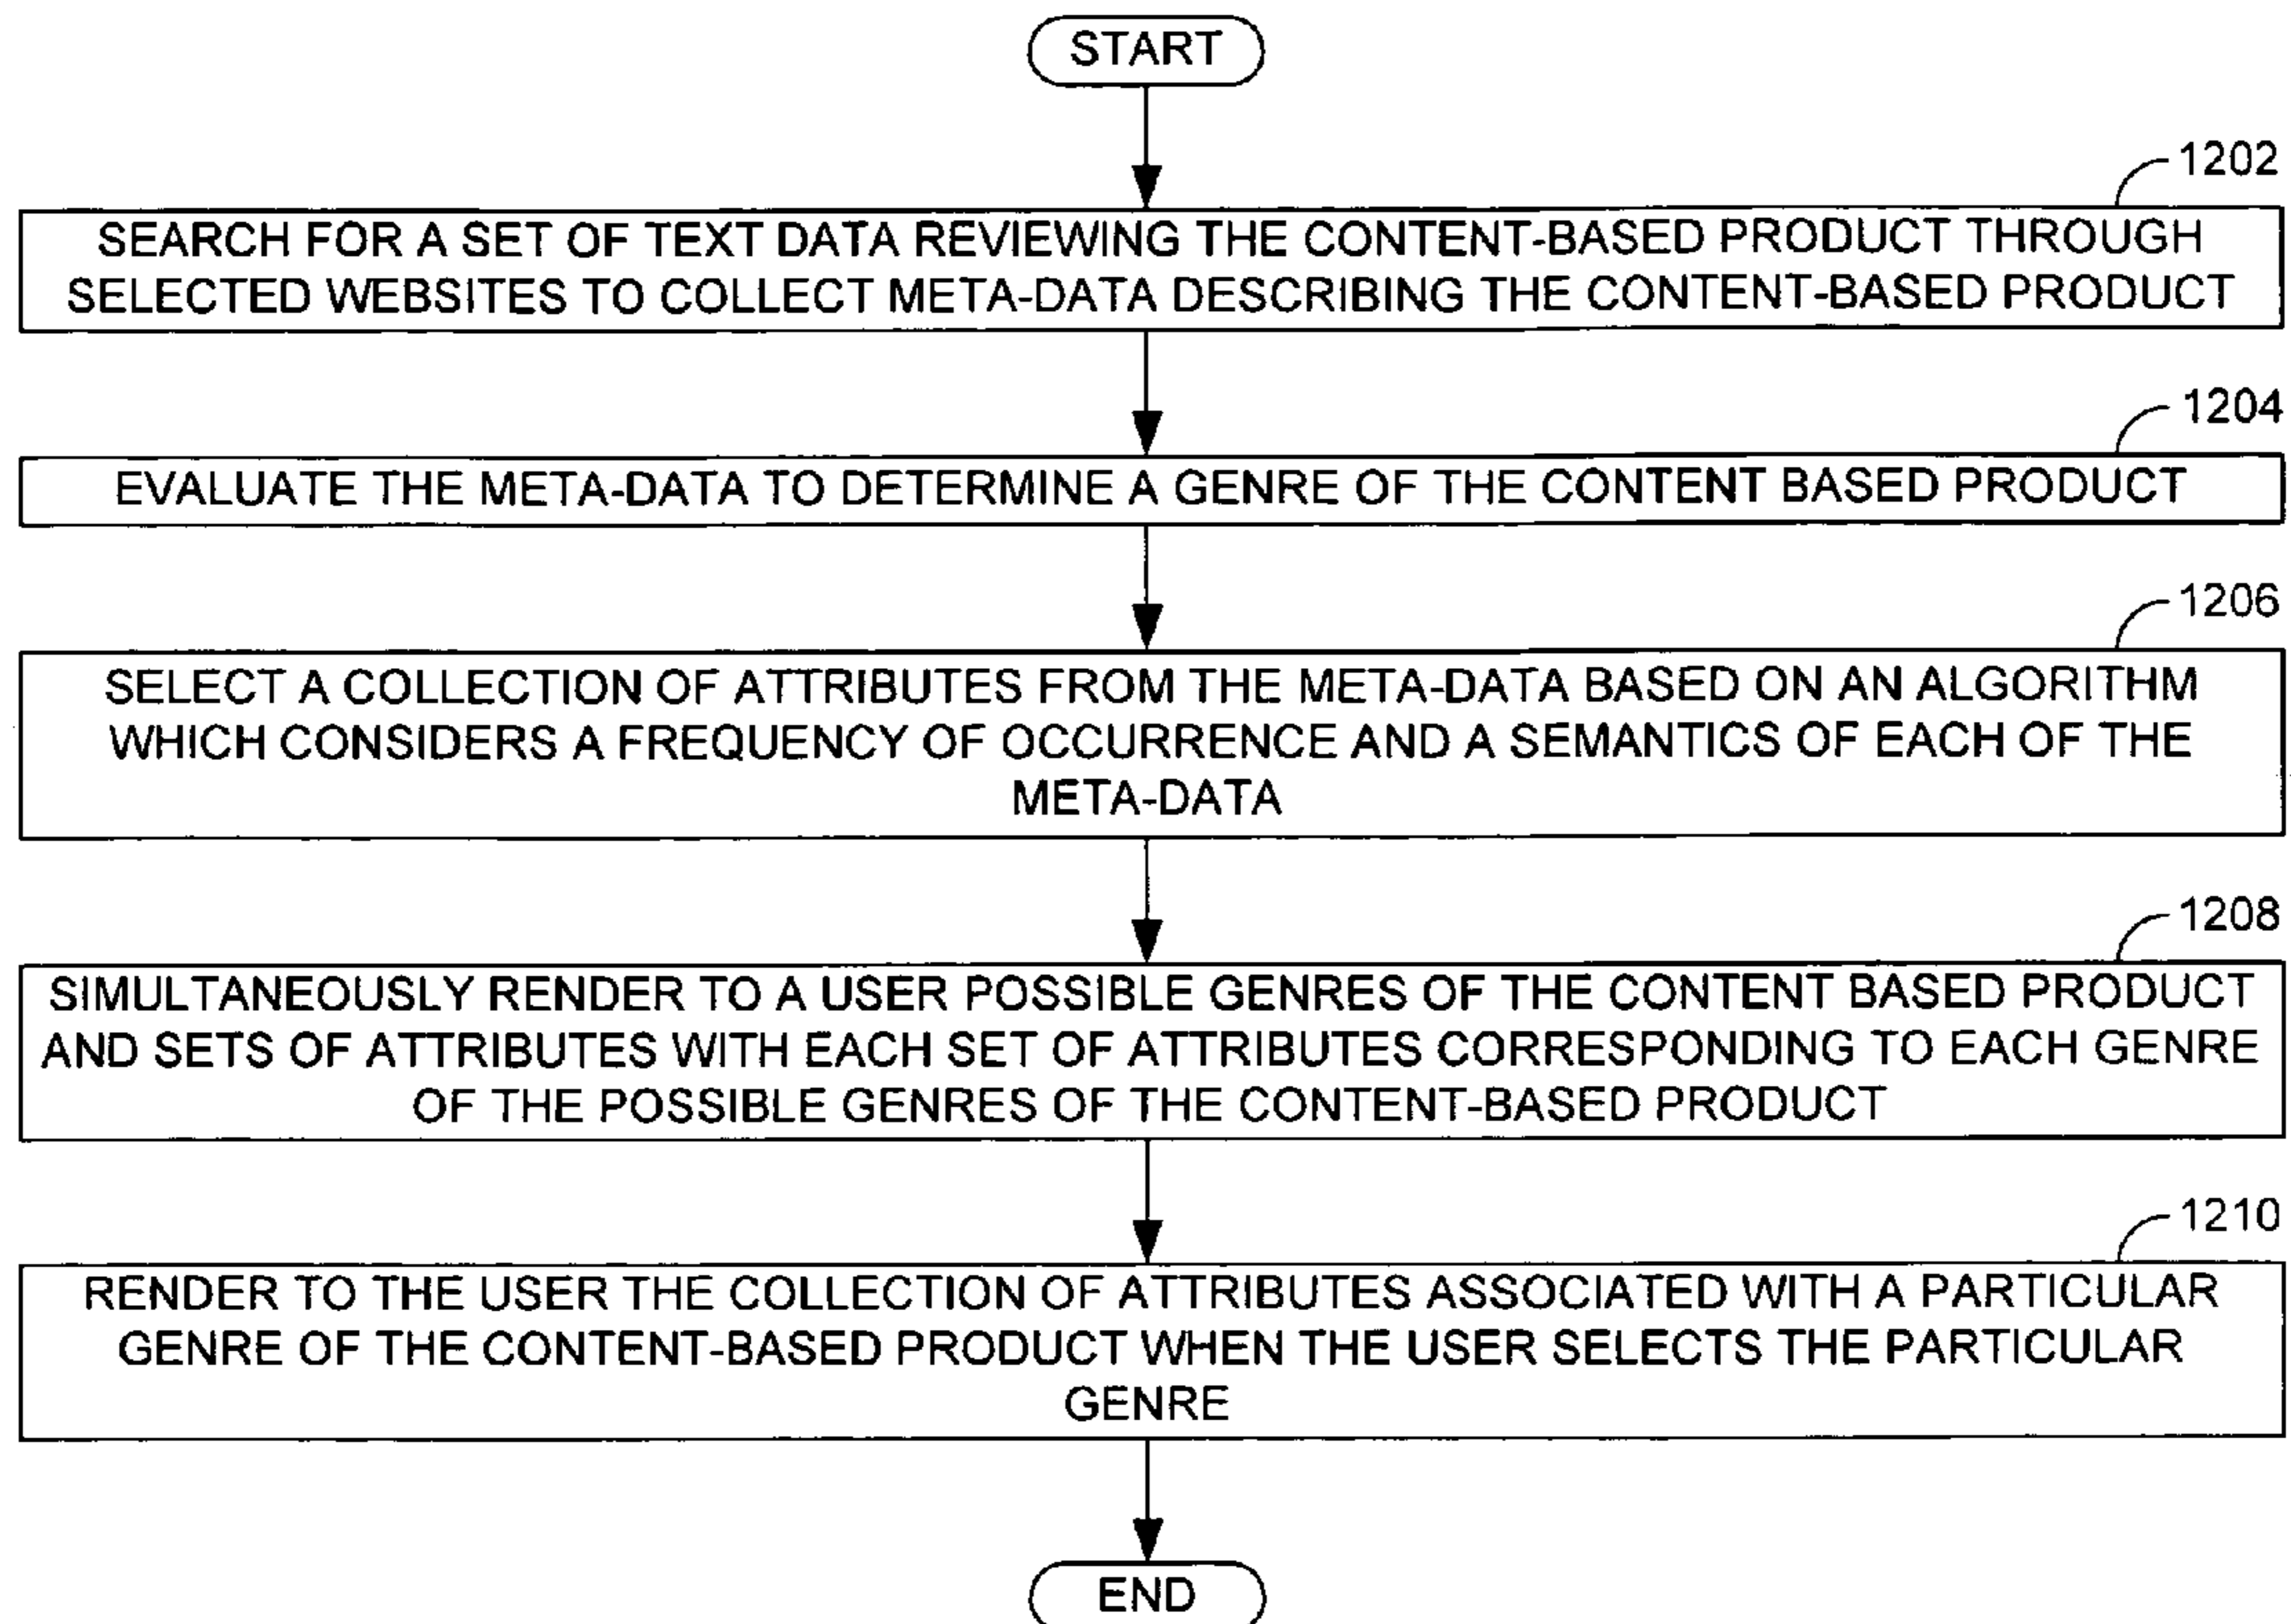 START
1202
SEARCH FOR A SET OF TEXT DATA REVIEWING THE CONTENT-BASED PRODUCT THROUGH
SELECTED WEBSITES TO COLLECT META-DATA DESCRIBING THE CONTENT-BASED PRODUCT
1204
EVALUATE THE META-DATA TO DETERMINE A GENRE OF THE CONTENT BASED PRODUCT
1206
SELECT A COLLECTION OF ATTRIBUTES FROM THE META-DATA BASED ON AN ALGORITHM
WHICH CONSIDERS A FREQUENCY OF OCCURRENCE AND A SEMANTICS OF EACH OF THE
META-DATA
1208
SIMULTANEOUSLY RENDER TO A USER POSSIBLE GENRES OF THE CONTENT BASED PRODUCT
AND SETS OF ATTRIBUTES WITH EACH SET OF ATTRIBUTES CORRESPONDING TO EACH GENRE
OF THE POSSIBLE GENRES OF THE CONTENT-BASED PRODUCT
1210
RENDER TO THE USER THE COLLECTION OF ATTRIBUTES ASSOCIATED WITH A PARTICULAR
GENRE OF THE CONTENT-BASED PRODUCT WHEN THE USER SELECTS THE PARTICULAR
GENRE
END